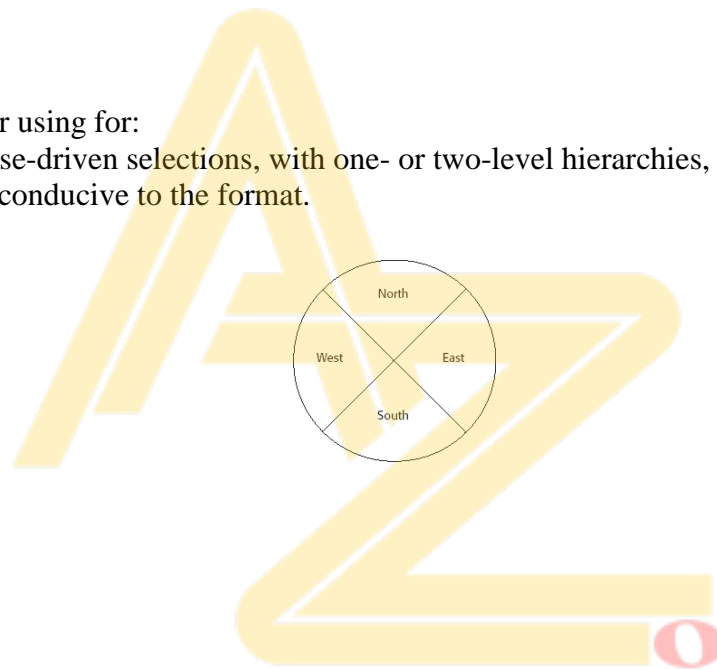 r using for:
se-driven selections, with one- or two-level hierarchies,
conducive to the format.
North
West East
South